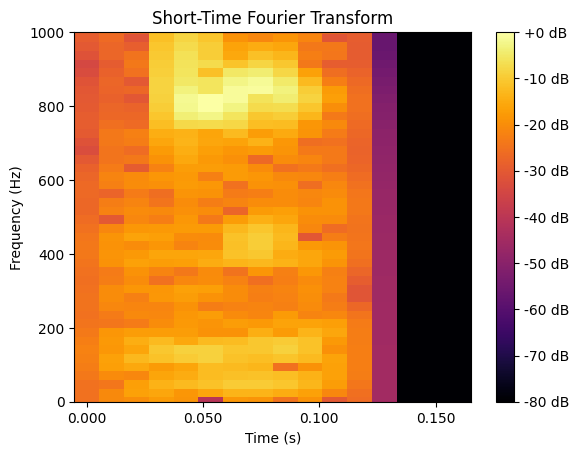 Short-Time Fourier Transform
Frequency (Hz)
1000
800
600
400
200
0
0.000
0.050
0.100
0.150
Time (s)
+0 dB
-10 dB
-20 dB
-30 dB
-40 dB
-50 dB
-60 dB
-70 dB
-80 dB